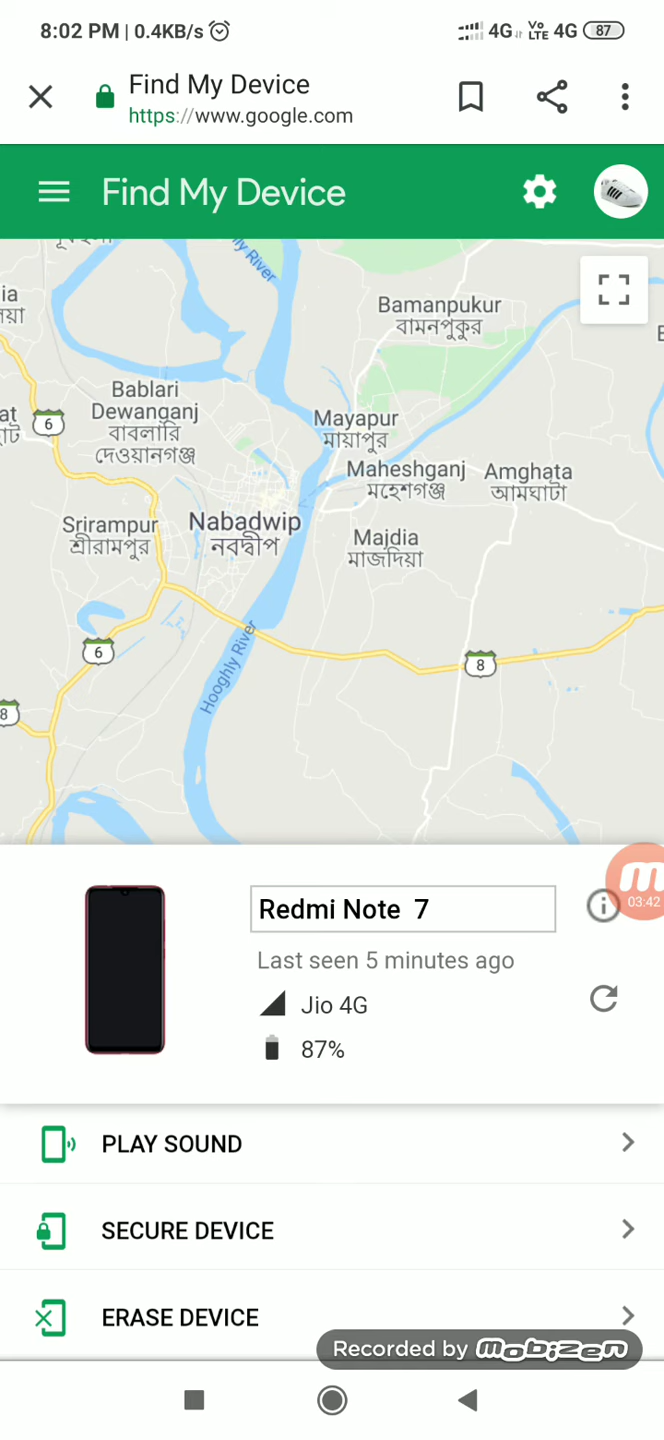 8:02 PM | 0.4KB/s 4G Vo LTE 4G 87
Find My Device
https://www.google.com
Find My Device
Bamanpukur
বামনপুকুর
Bablari
Dewanganj
বাবলারি
দেওয়ানগঞ্জ
6
Mayapur
মায়াপুর
Maheshganj
মহেশগঞ্জ
Amghata
আমঘাটা
Srirampur
শ্রীরামপুর
Nabadwip
নবদ্বীপ
Majdia
মাজদিয়া
6
Hooghly River
8
8
Redmi Note 7
03:42
Last seen 5 minutes ago
Jio 4G
87%
PLAY SOUND
SECURE DEVICE
ERASE DEVICE
Recorded by mobizen